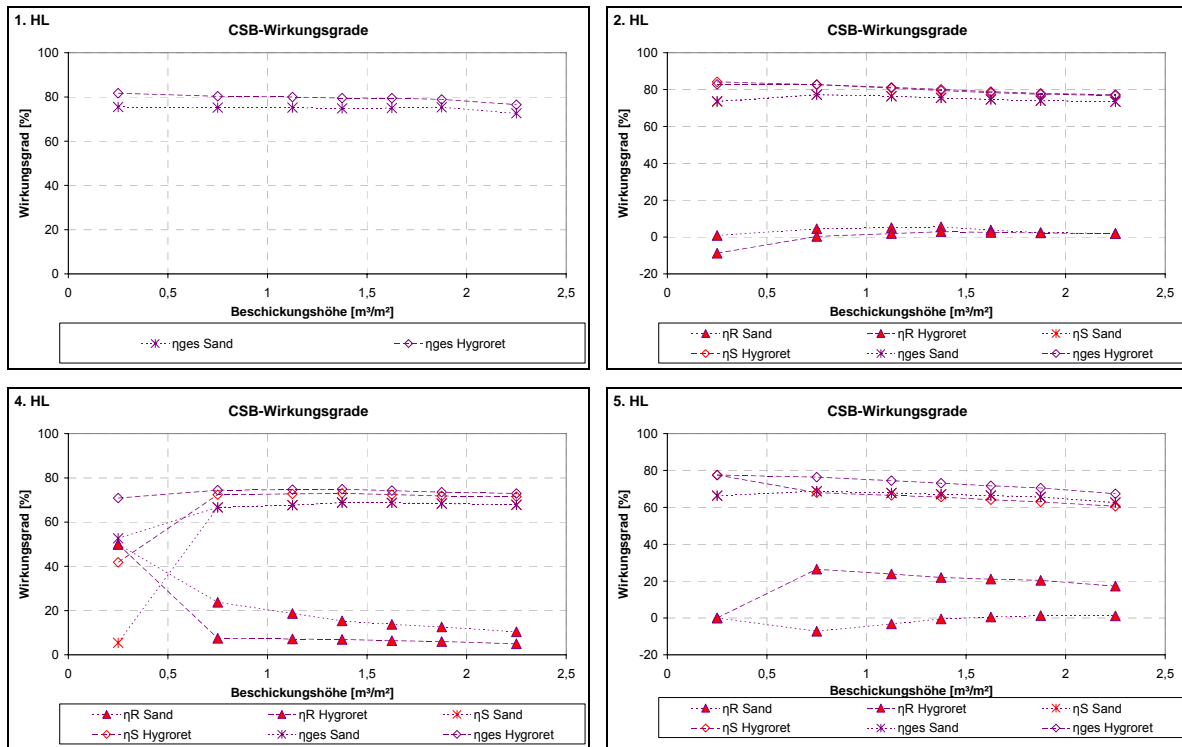 1. HL
CSB-Wirkungsgrade
Wirkungsgrad [%]
100
80
60
40
20
0
0 0,5 1 1,5 2 2,5
Beschickungshöhe [m³/m²]
ηges Sand ηges Hygroret
2. HL
CSB-Wirkungsgrade
Wirkungsgrad [%]
100
80
60
40
20
0
-20
0 0,5 1 1,5 2 2,5
Beschickungshöhe [m³/m²]
ηR Sand ηR Hygroret ηS Sand
ηS Hygroret ηges Sand ηges Hygroret
4. HL
CSB-Wirkungsgrade
Wirkungsgrad [%]
100
80
60
40
20
0
0 0,5 1 1,5 2 2,5
Beschickungshöhe [m³/m²]
ηR Sand ηR Hygroret ηS Sand
ηS Hygroret ηges Sand ηges Hygroret
5. HL
CSB-Wirkungsgrade
Wirkungsgrad [%]
100
80
60
40
20
0
-20
0 0,5 1 1,5 2 2,5
Beschickungshöhe [m³/m²]
ηR Sand ηR Hygroret ηS Sand
ηS Hygroret ηges Sand ηges Hygroret